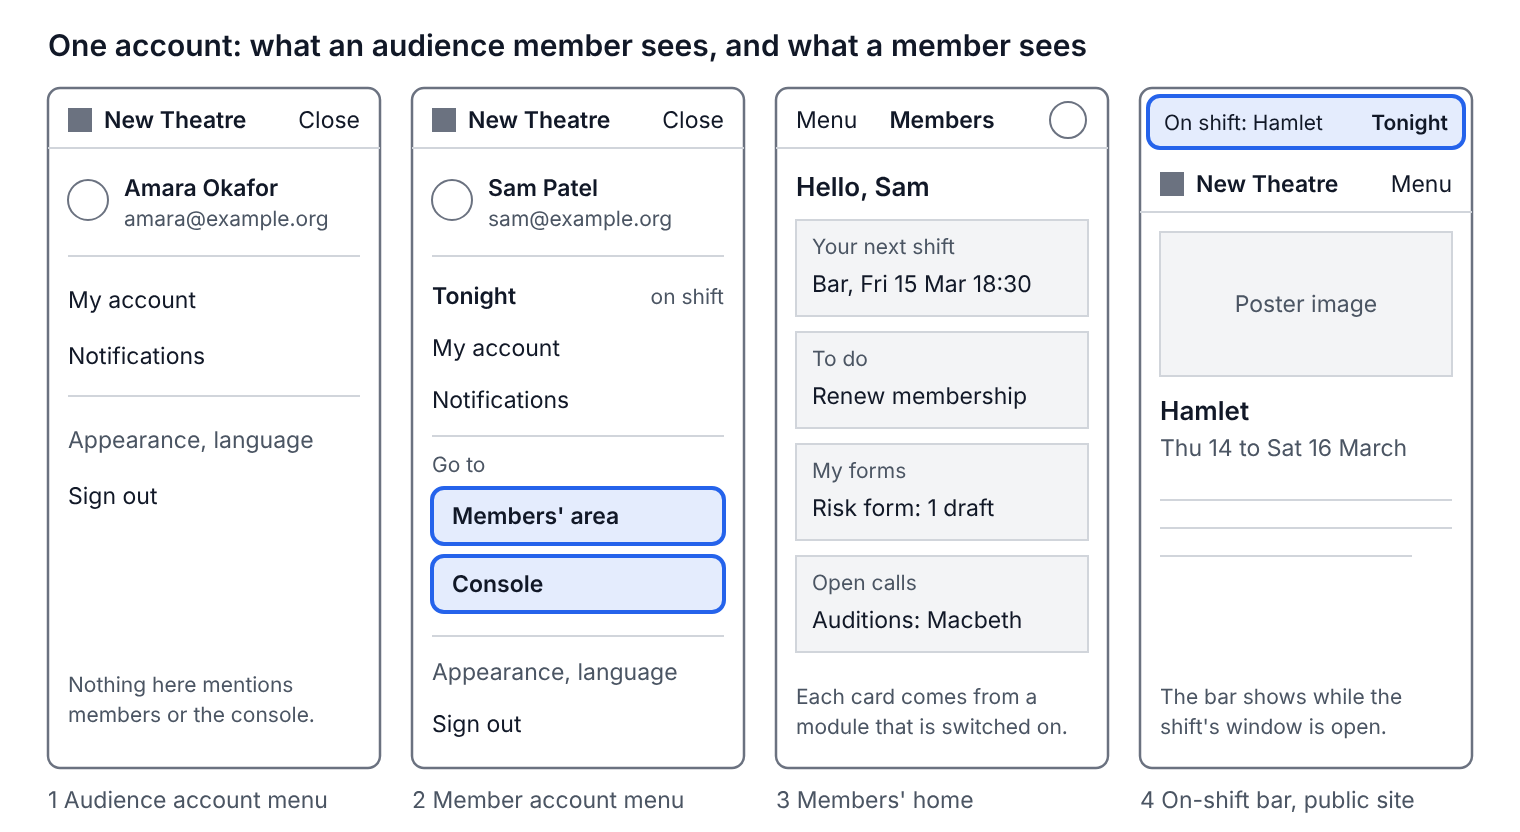 One account: what an audience member sees, and what a member sees
New Theatre Close
Amara Okafor
amara@example.org
My account
Notifications
Appearance, language
Sign out
Nothing here mentions
members or the console.
1 Audience account menu
New Theatre Close
Sam Patel
sam@example.org
Tonight on shift
My account
Notifications
Go to
Members' area
Console
Appearance, language
Sign out
2 Member account menu
Menu Members
Hello, Sam
Your next shift
Bar, Fri 15 Mar 18:30
To do
Renew membership
My forms
Risk form: 1 draft
Open calls
Auditions: Macbeth
Each card comes from a
module that is switched on.
3 Members' home
On shift: Hamlet Tonight
New Theatre Menu
Poster image
Hamlet
Thu 14 to Sat 16 March
The bar shows while the
shift's window is open.
4 On-shift bar, public site